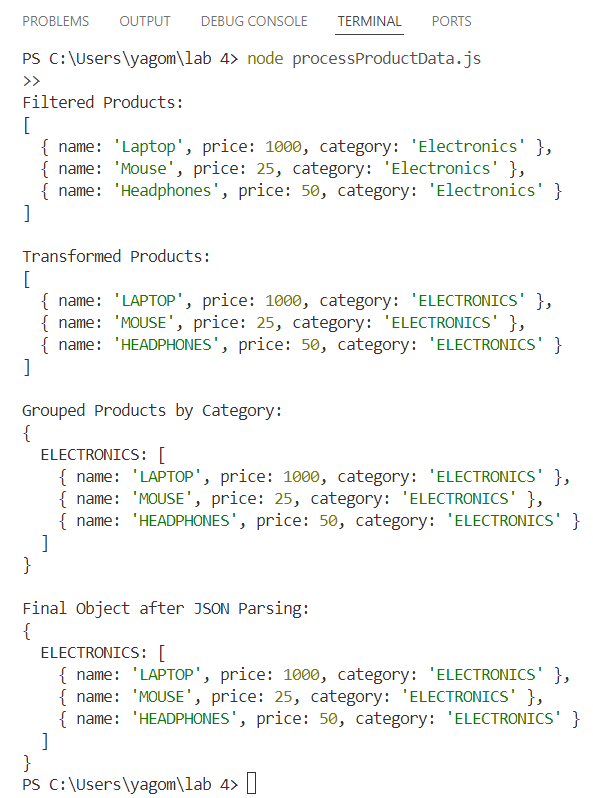 PROBLEMS OUTPUT DEBUG CONSOLE TERMINAL PORTS
PS C:\Users\yagom\lab 4> node processProductData.js
>>
Filtered Products:
[
  { name: 'Laptop', price: 1000, category: 'Electronics' },
  { name: 'Mouse', price: 25, category: 'Electronics' },
  { name: 'Headphones', price: 50, category: 'Electronics' }
]

Transformed Products:
[
  { name: 'LAPTOP', price: 1000, category: 'ELECTRONICS' },
  { name: 'MOUSE', price: 25, category: 'ELECTRONICS' },
  { name: 'HEADPHONES', price: 50, category: 'ELECTRONICS' }
]

Grouped Products by Category:
{
  ELECTRONICS: [
    { name: 'LAPTOP', price: 1000, category: 'ELECTRONICS' },
    { name: 'MOUSE', price: 25, category: 'ELECTRONICS' },
    { name: 'HEADPHONES', price: 50, category: 'ELECTRONICS' }
  ]
}

Final Object after JSON Parsing:
{
  ELECTRONICS: [
    { name: 'LAPTOP', price: 1000, category: 'ELECTRONICS' },
    { name: 'MOUSE', price: 25, category: 'ELECTRONICS' },
    { name: 'HEADPHONES', price: 50, category: 'ELECTRONICS' }
  ]
}
PS C:\Users\yagom\lab 4>